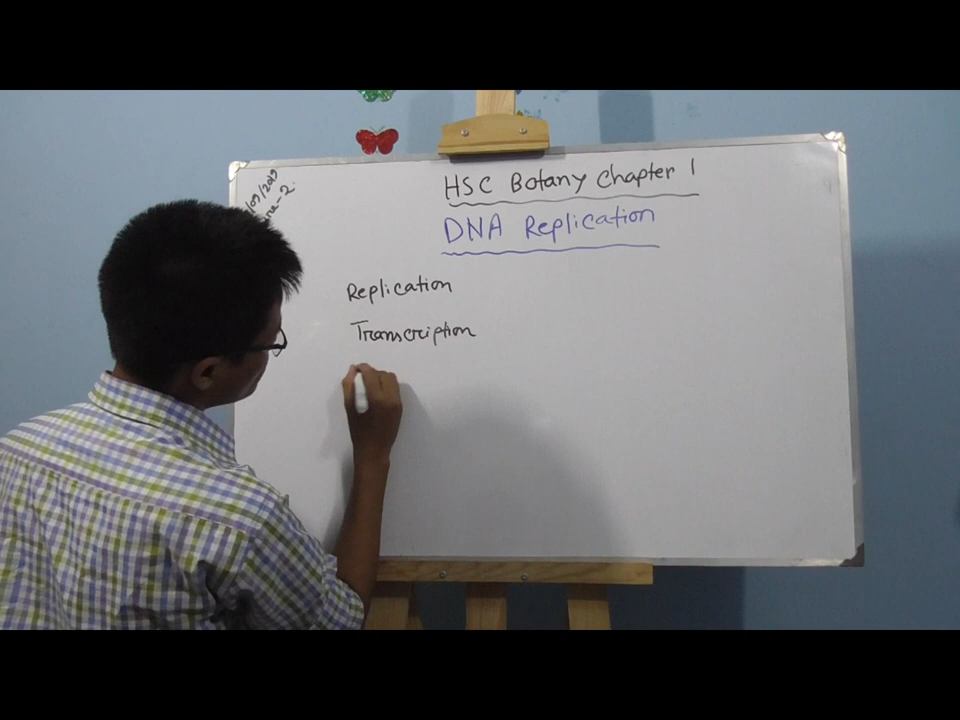 HSC Botany Chapter 1
DNA Replication
Replication
Transcription